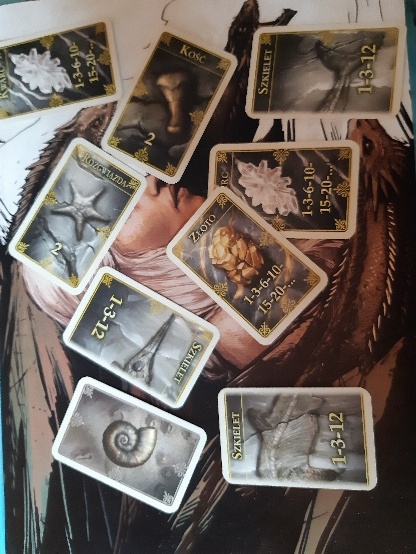 1-3-6-10-
15-20-...
Kość
2
Szkielet
1-3-12
Rozgwiazda
2
1-3-6-10-
15-20-...
Złoto
1-3-6-10-
15-20-...
Szkielet
1-3-12
Szkielet
1-3-12